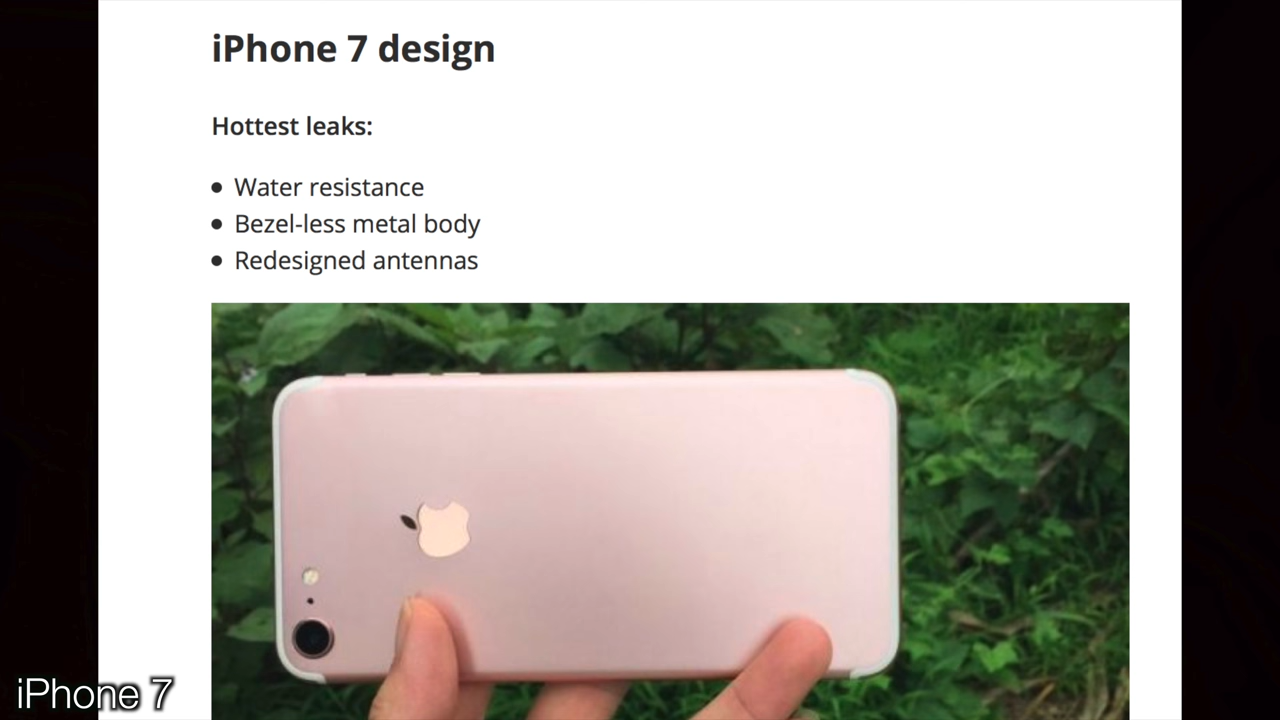 iPhone 7 design
Hottest leaks:
Water resistance
Bezel-less metal body
Redesigned antennas
iPhone 7